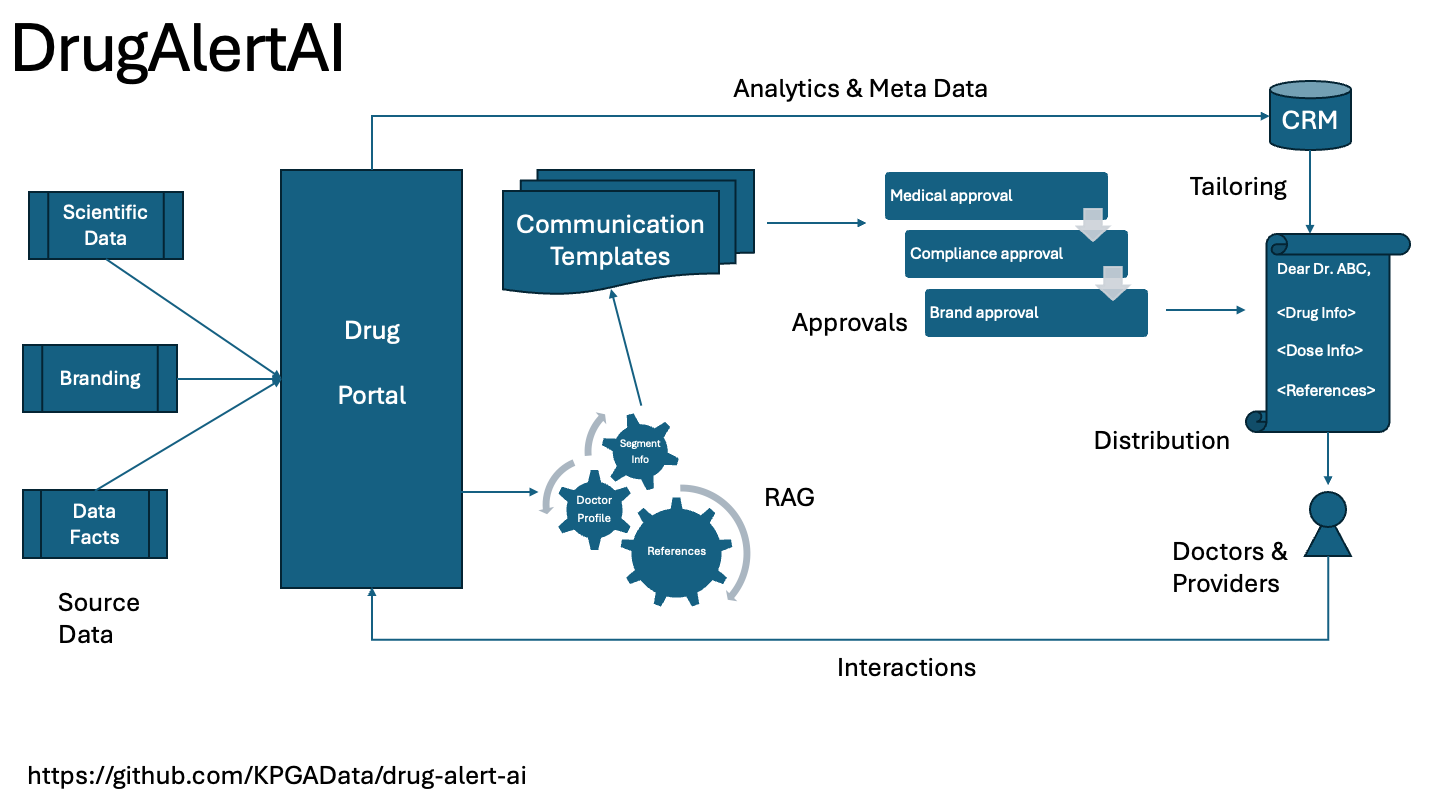 DrugAlertAI
Analytics & Meta Data
CRM
Tailoring
Scientific
Data
Branding
Data
Facts
Source
Data
Drug
Portal
Communication
Templates
Segment
Info
Doctor
Profile
References
RAG
Medical approval
Compliance approval
Brand approval
Approvals
Dear Dr. ABC,
<Drug Info>
<Dose Info>
<References>
Distribution
Doctors &
Providers
Interactions
https://github.com/KPGAData/drug-alert-ai